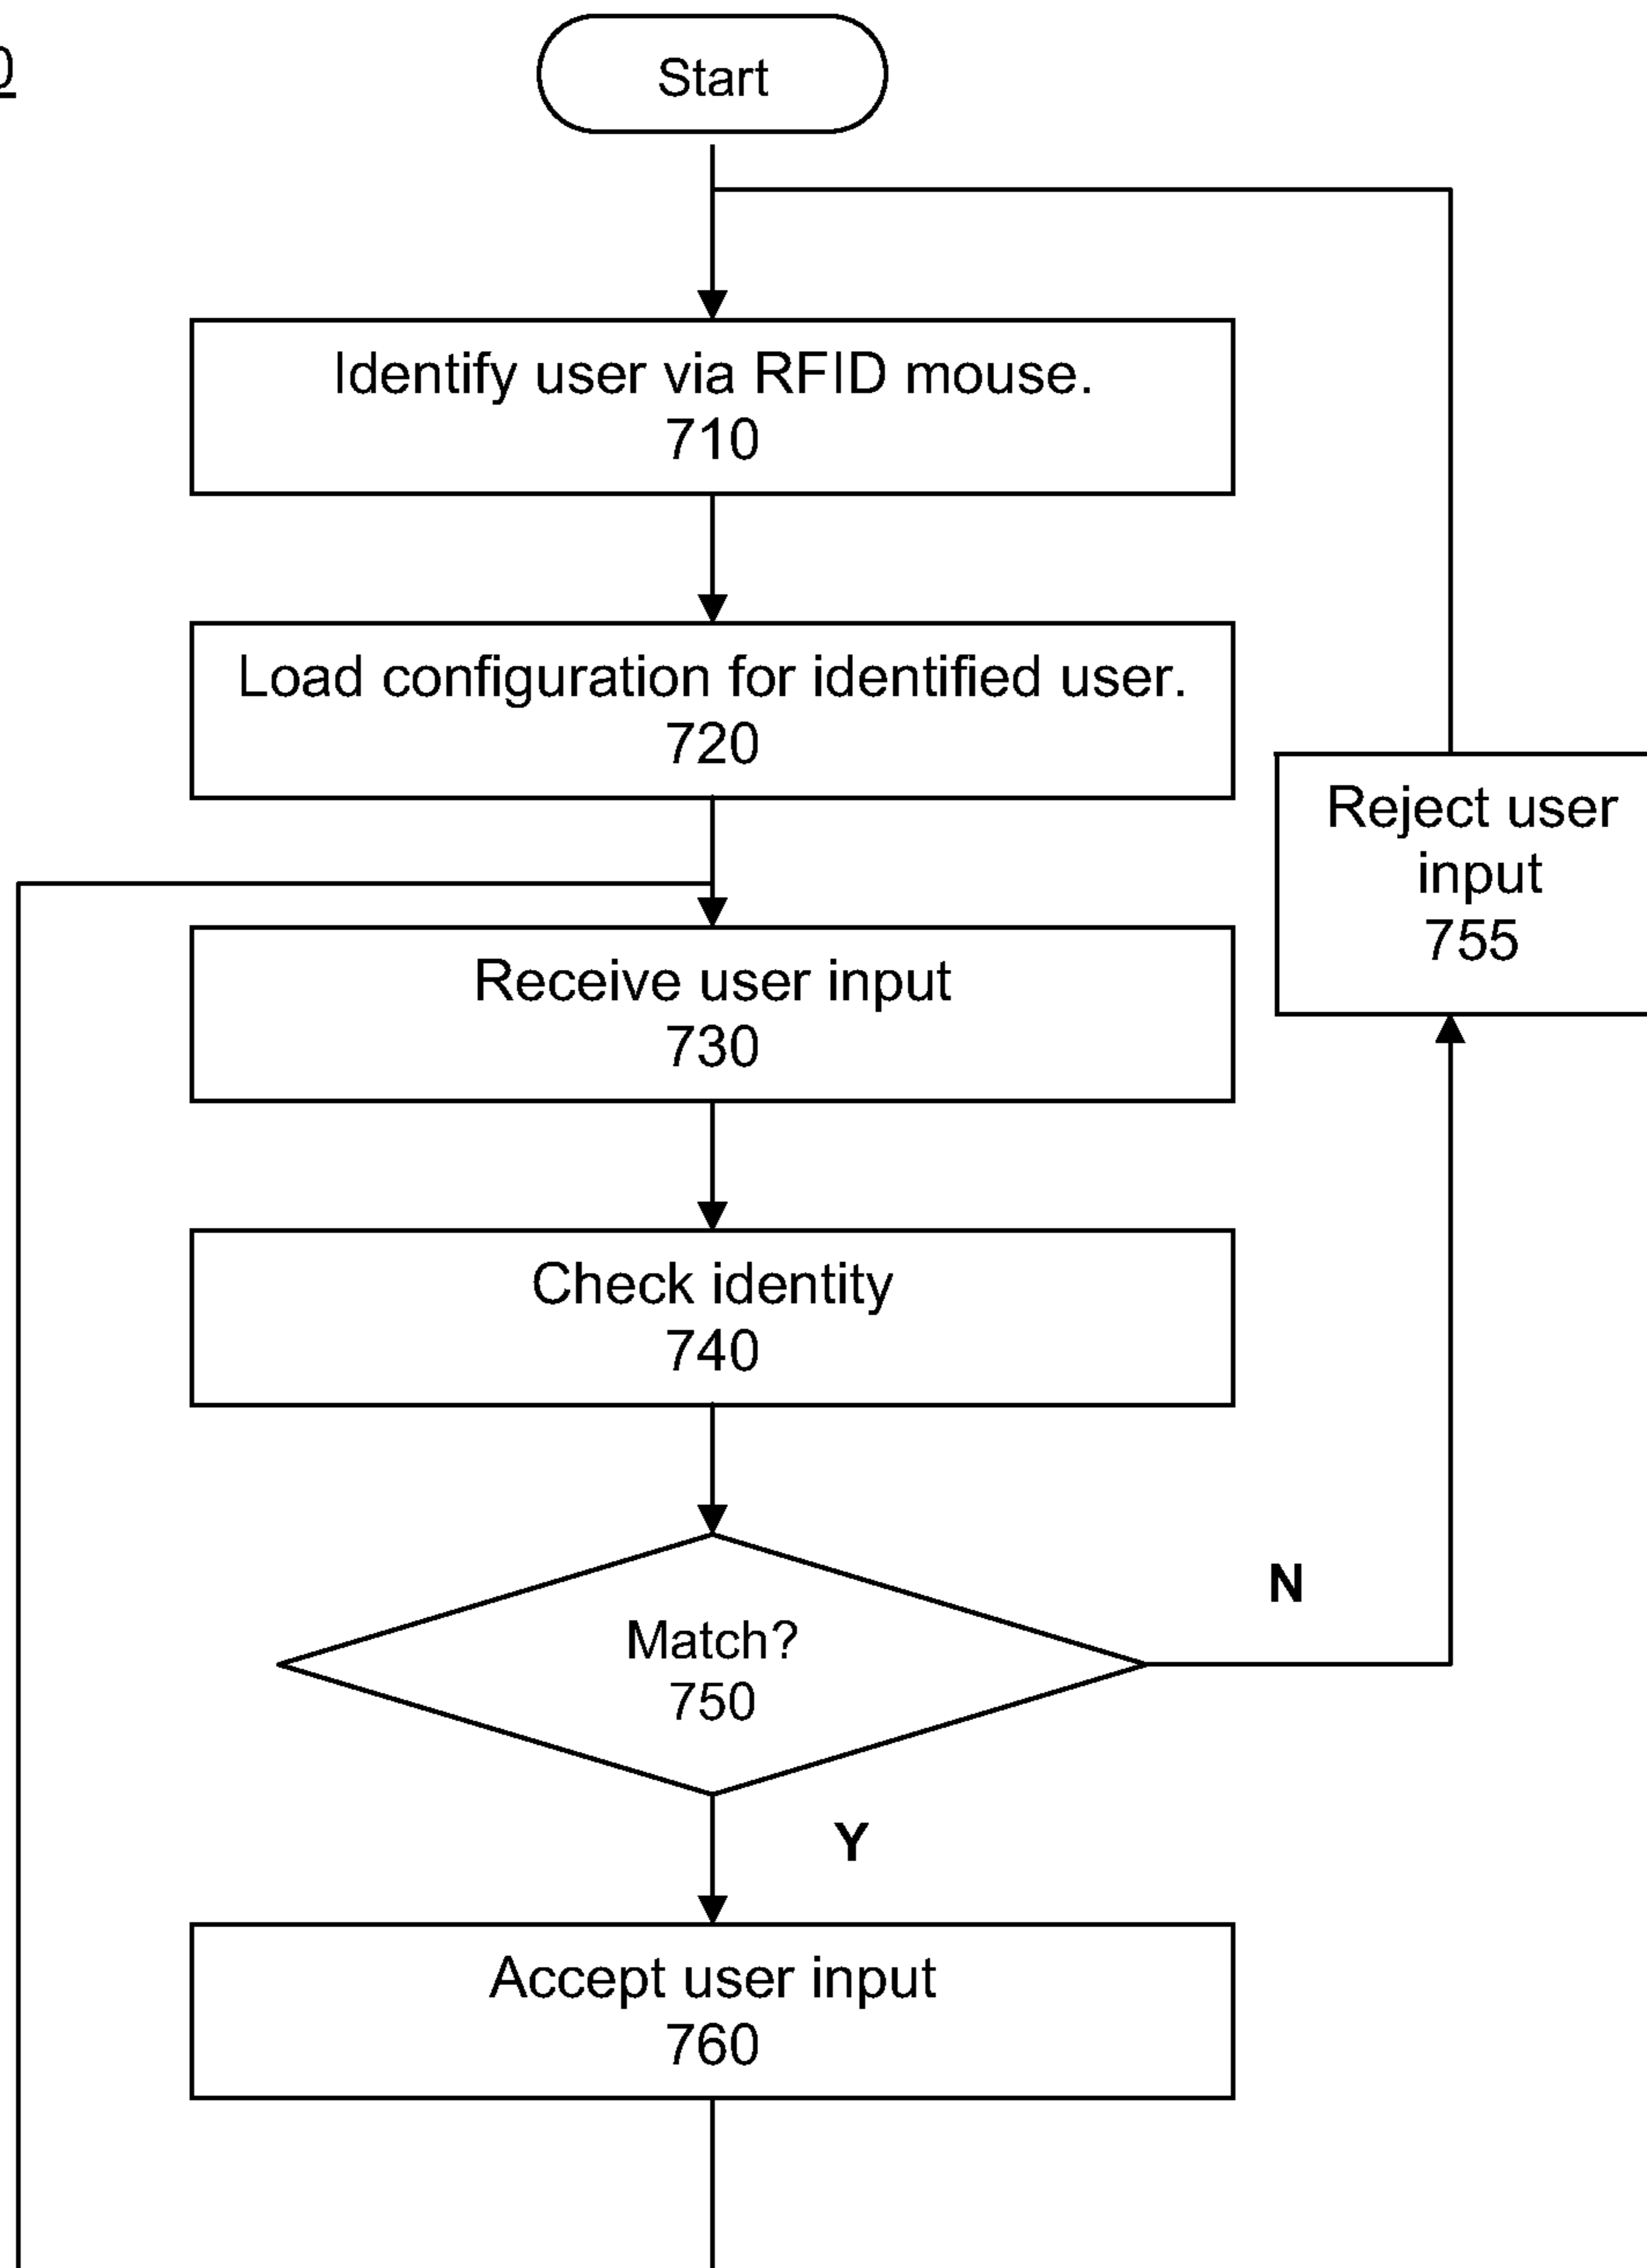 Start
Identify user via RFID mouse.
710
Load configuration for identified user.
720
Reject user
input
755
Receive user input
730
Check identity
740
N
Match?
750
Y
Accept user input
760